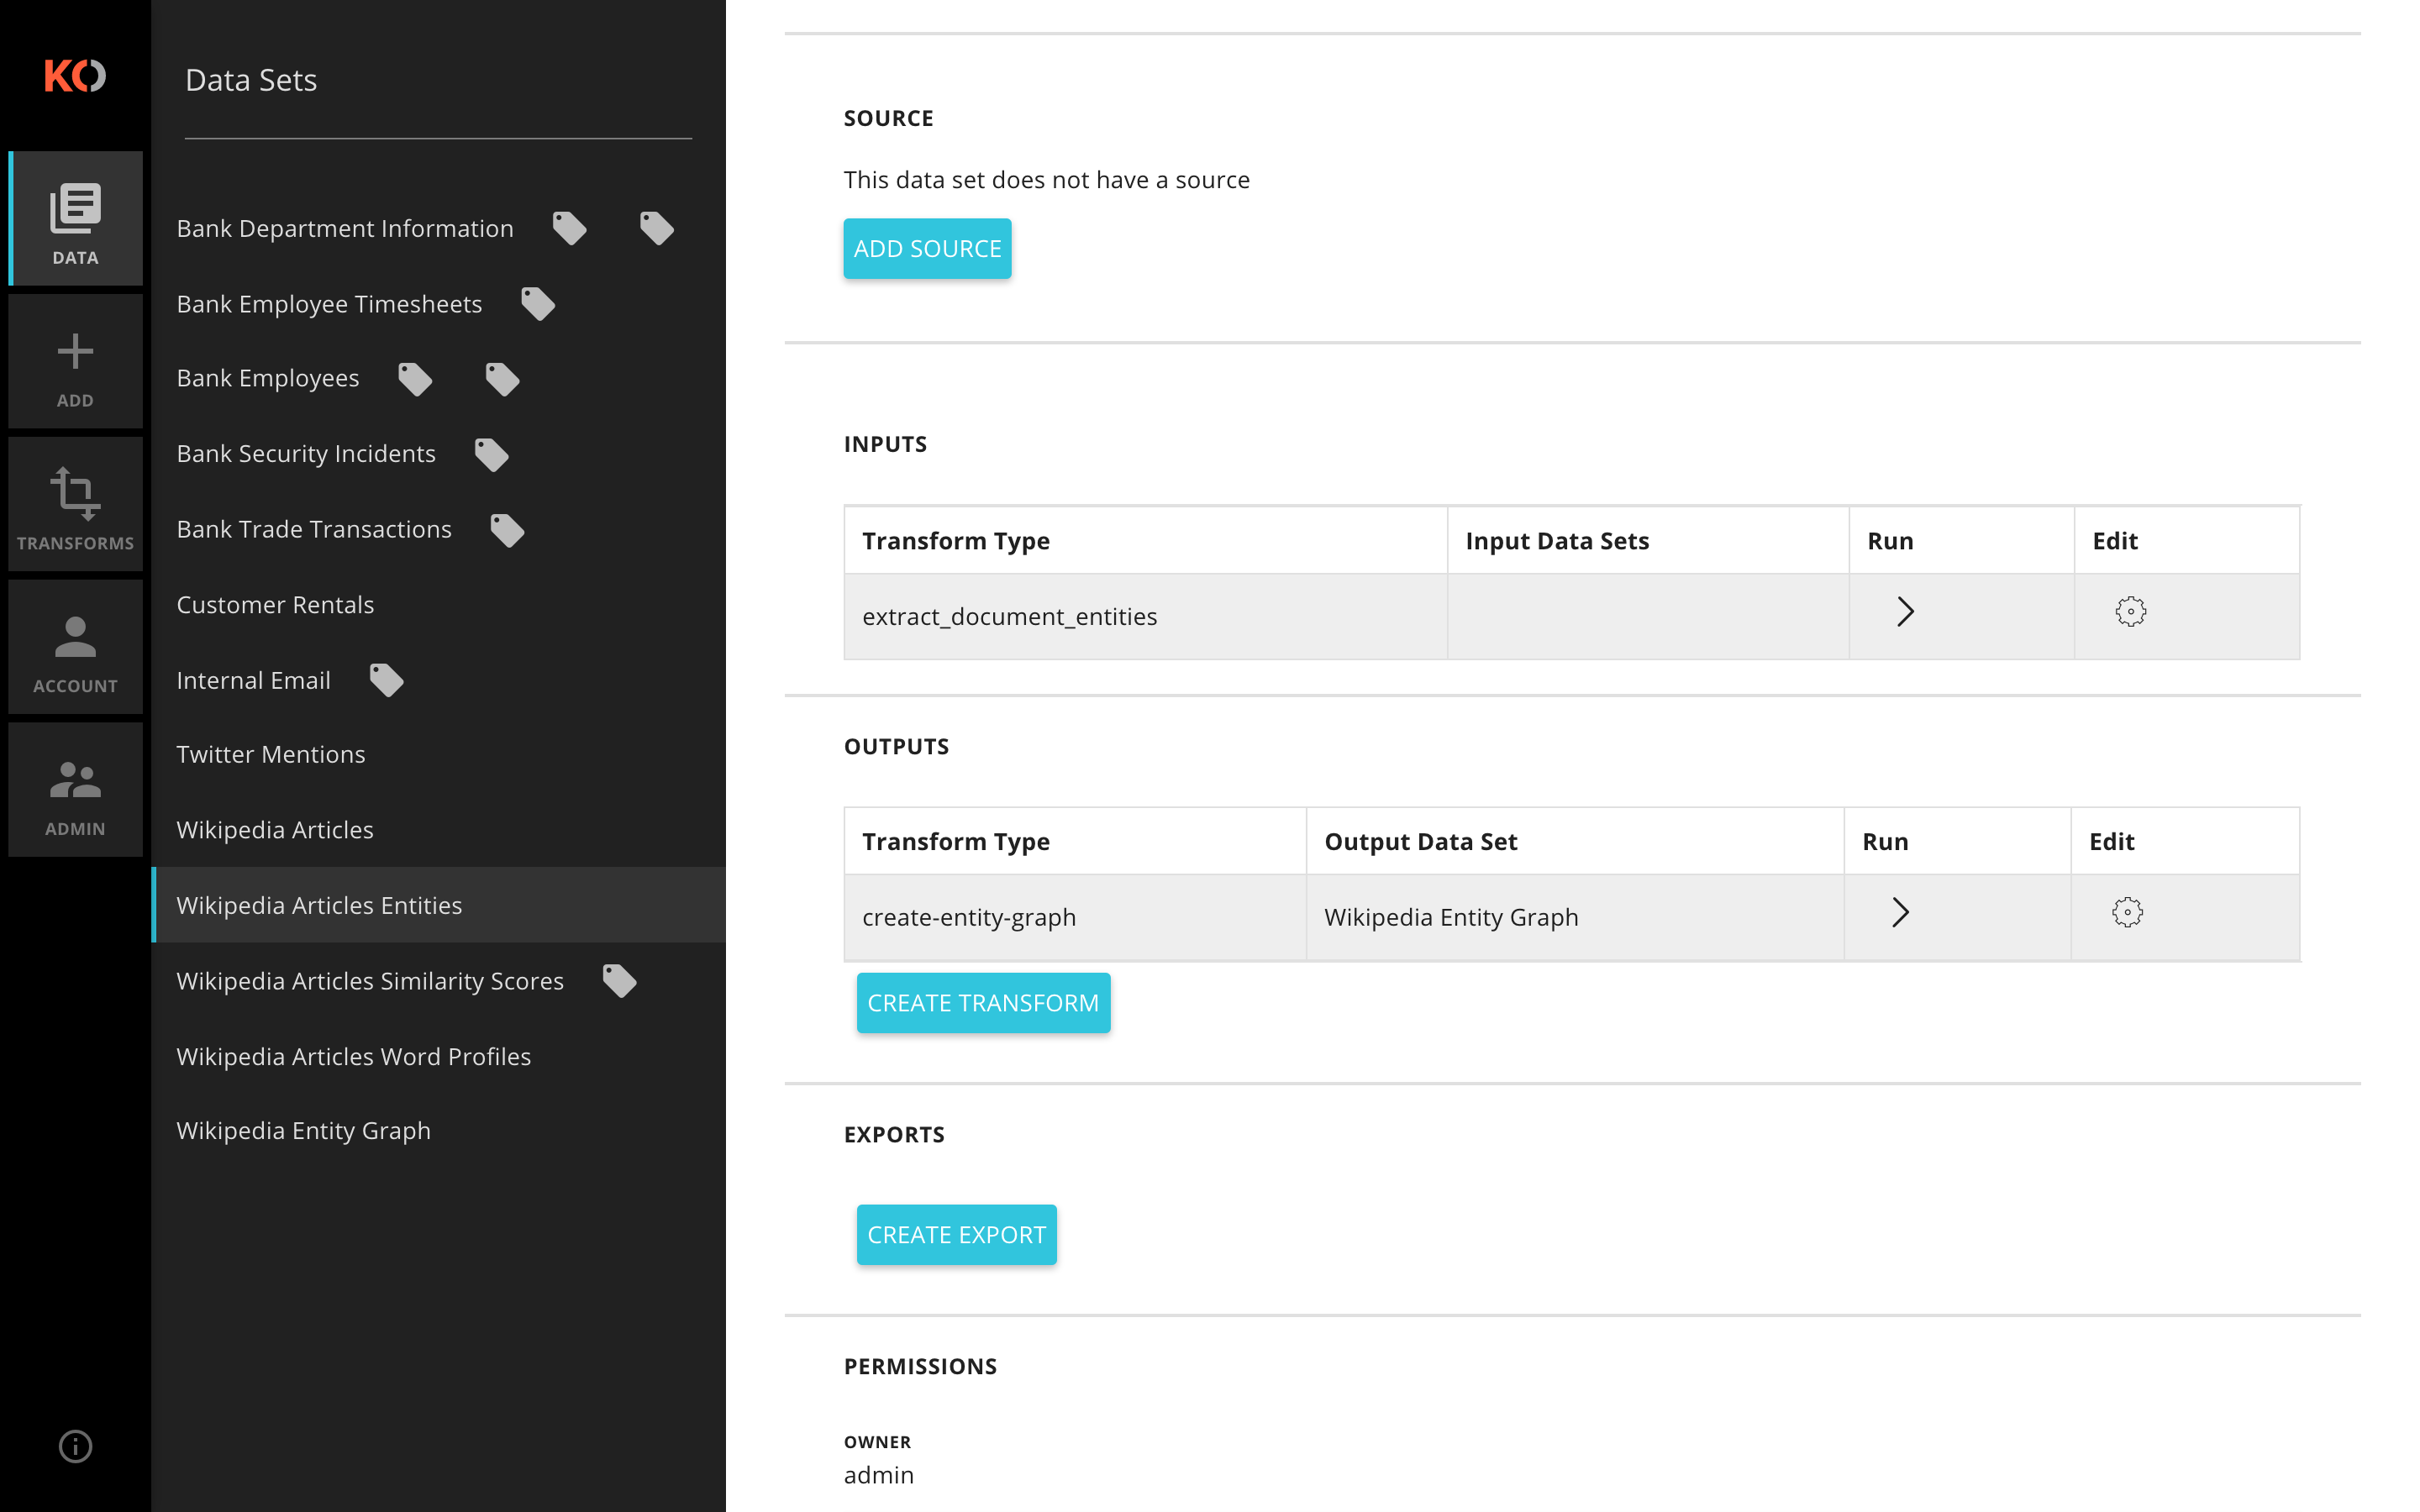 KO
DATA
ADD
TRANSFORMS
ACCOUNT
ADMIN
Data Sets
Bank Department Information
Bank Employee Timesheets
Bank Employees
Bank Security Incidents
Bank Trade Transactions
Customer Rentals
Internal Email
Twitter Mentions
Wikipedia Articles
Wikipedia Articles Entities
Wikipedia Articles Similarity Scores
Wikipedia Articles Word Profiles
Wikipedia Entity Graph
SOURCE
This data set does not have a source
ADD SOURCE
INPUTS
Transform Type Input Data Sets Run Edit
extract_document_entities
OUTPUTS
Transform Type Output Data Set Run Edit
create-entity-graph Wikipedia Entity Graph
CREATE TRANSFORM
EXPORTS
CREATE EXPORT
PERMISSIONS
OWNER
admin